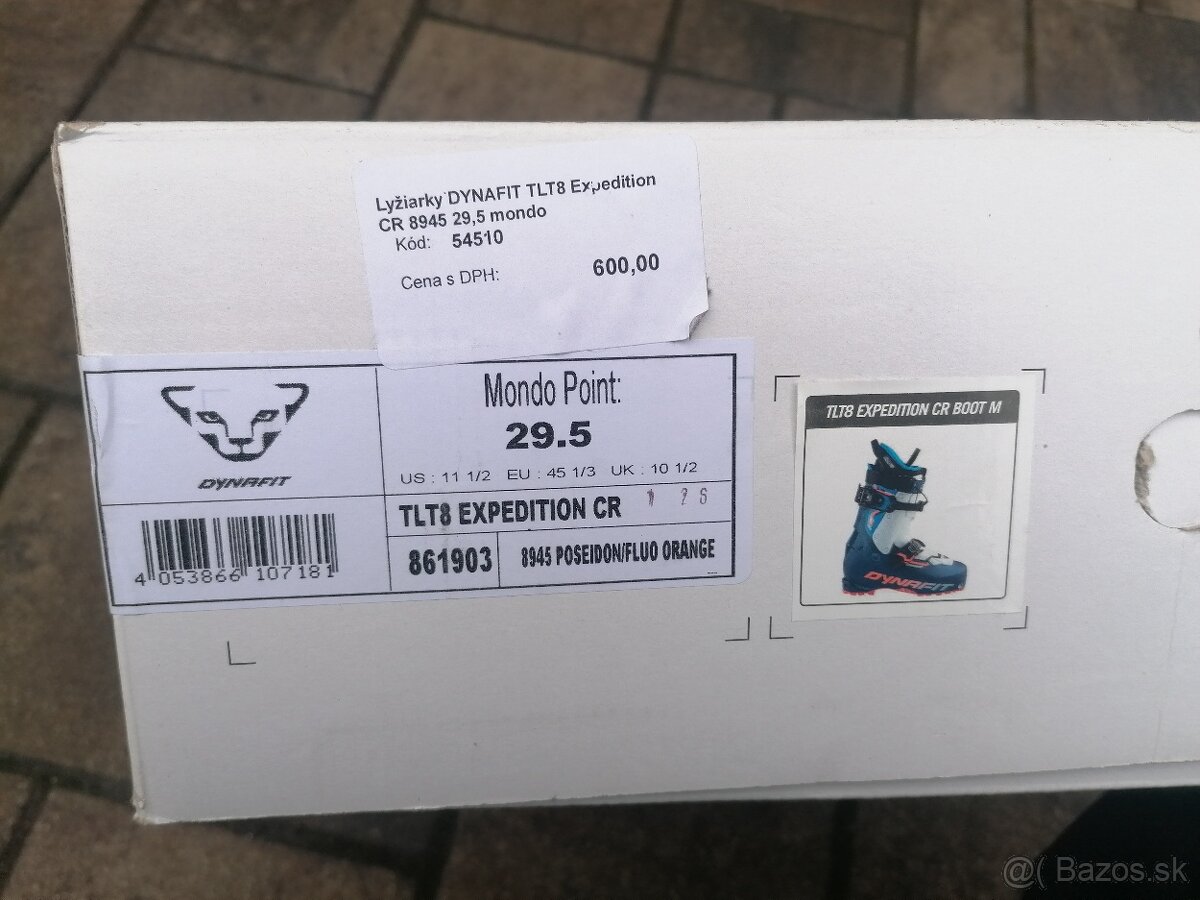 Lyžiarky DYNAFIT TLT8 Expedition
CR 8945 29,5 mondo
Kód: 54510
Cena s DPH: 600,00
DYNAFIT
4 053866 107181
Mondo Point:
29.5
US : 11 1/2 EU : 45 1/3 UK : 10 1/2
TLT8 EXPEDITION CR
861903
8945 POSEIDON/FLUO ORANGE
TLT8 EXPEDITION CR BOOT M
DYNAFIT
@( Bazos.sk